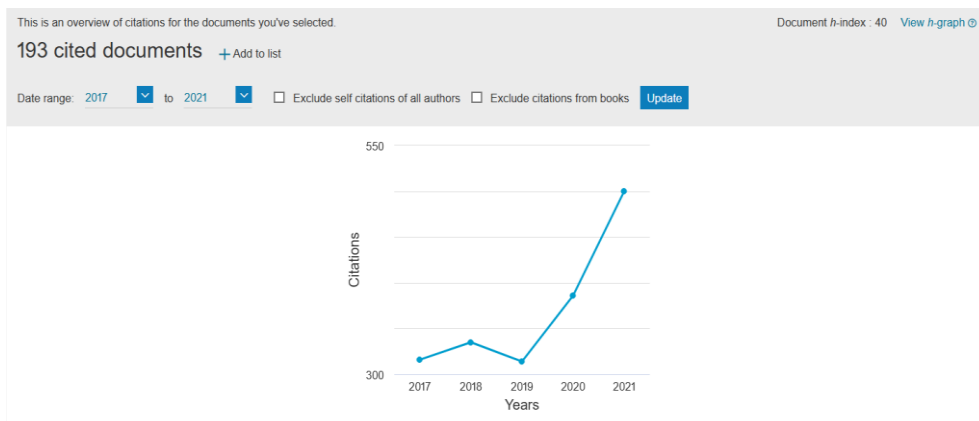 This is an overview of citations for the documents you've selected.
Document h-index : 40 View h-graph ?
193 cited documents + Add to list
Date range: 2017 to 2021 Exclude self citations of all authors Exclude citations from books Update
550
Citations
300
2017 2018 2019 2020 2021
Years